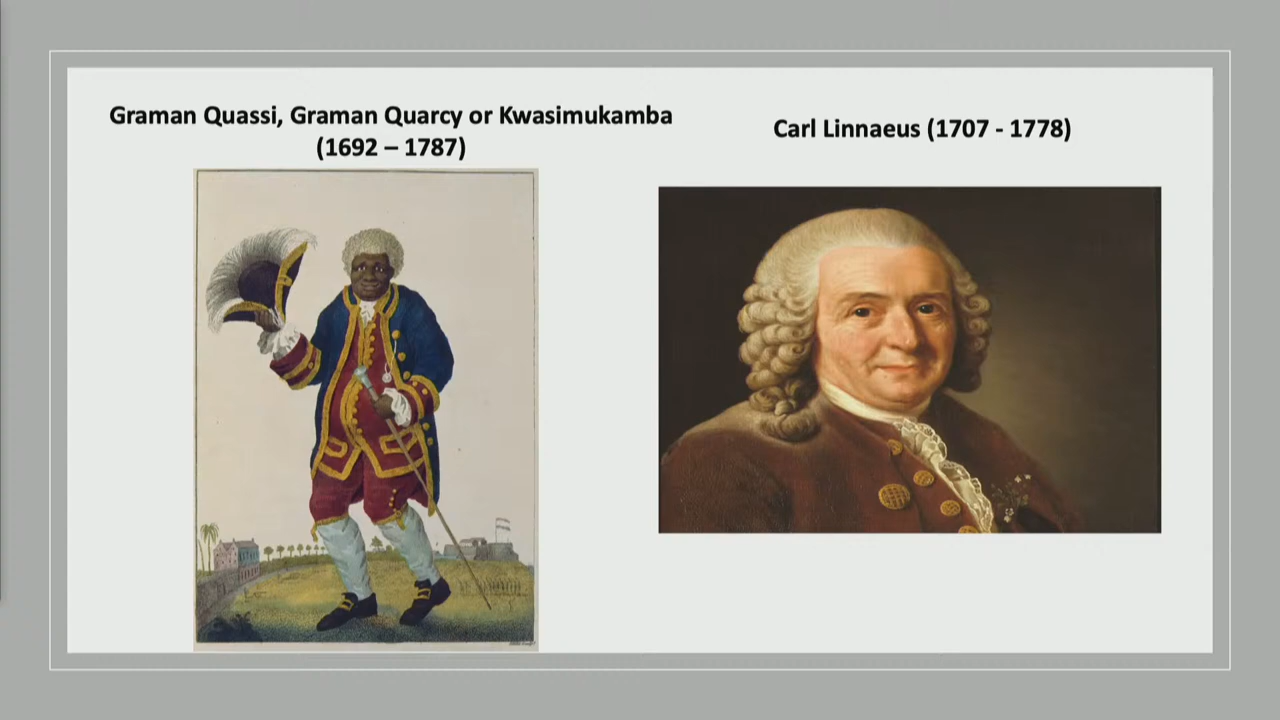 Graman Quassi, Graman Quarcy or Kwasimukamba
(1692 – 1787)
Carl Linnaeus (1707 - 1778)